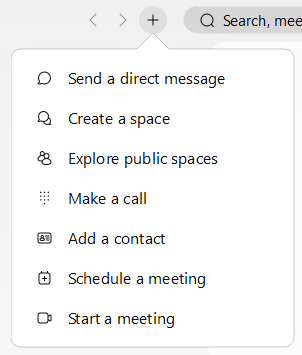 Search, mee
Send a direct message
Create a space
Explore public spaces
Make a call
Add a contact
Schedule a meeting
Start a meeting